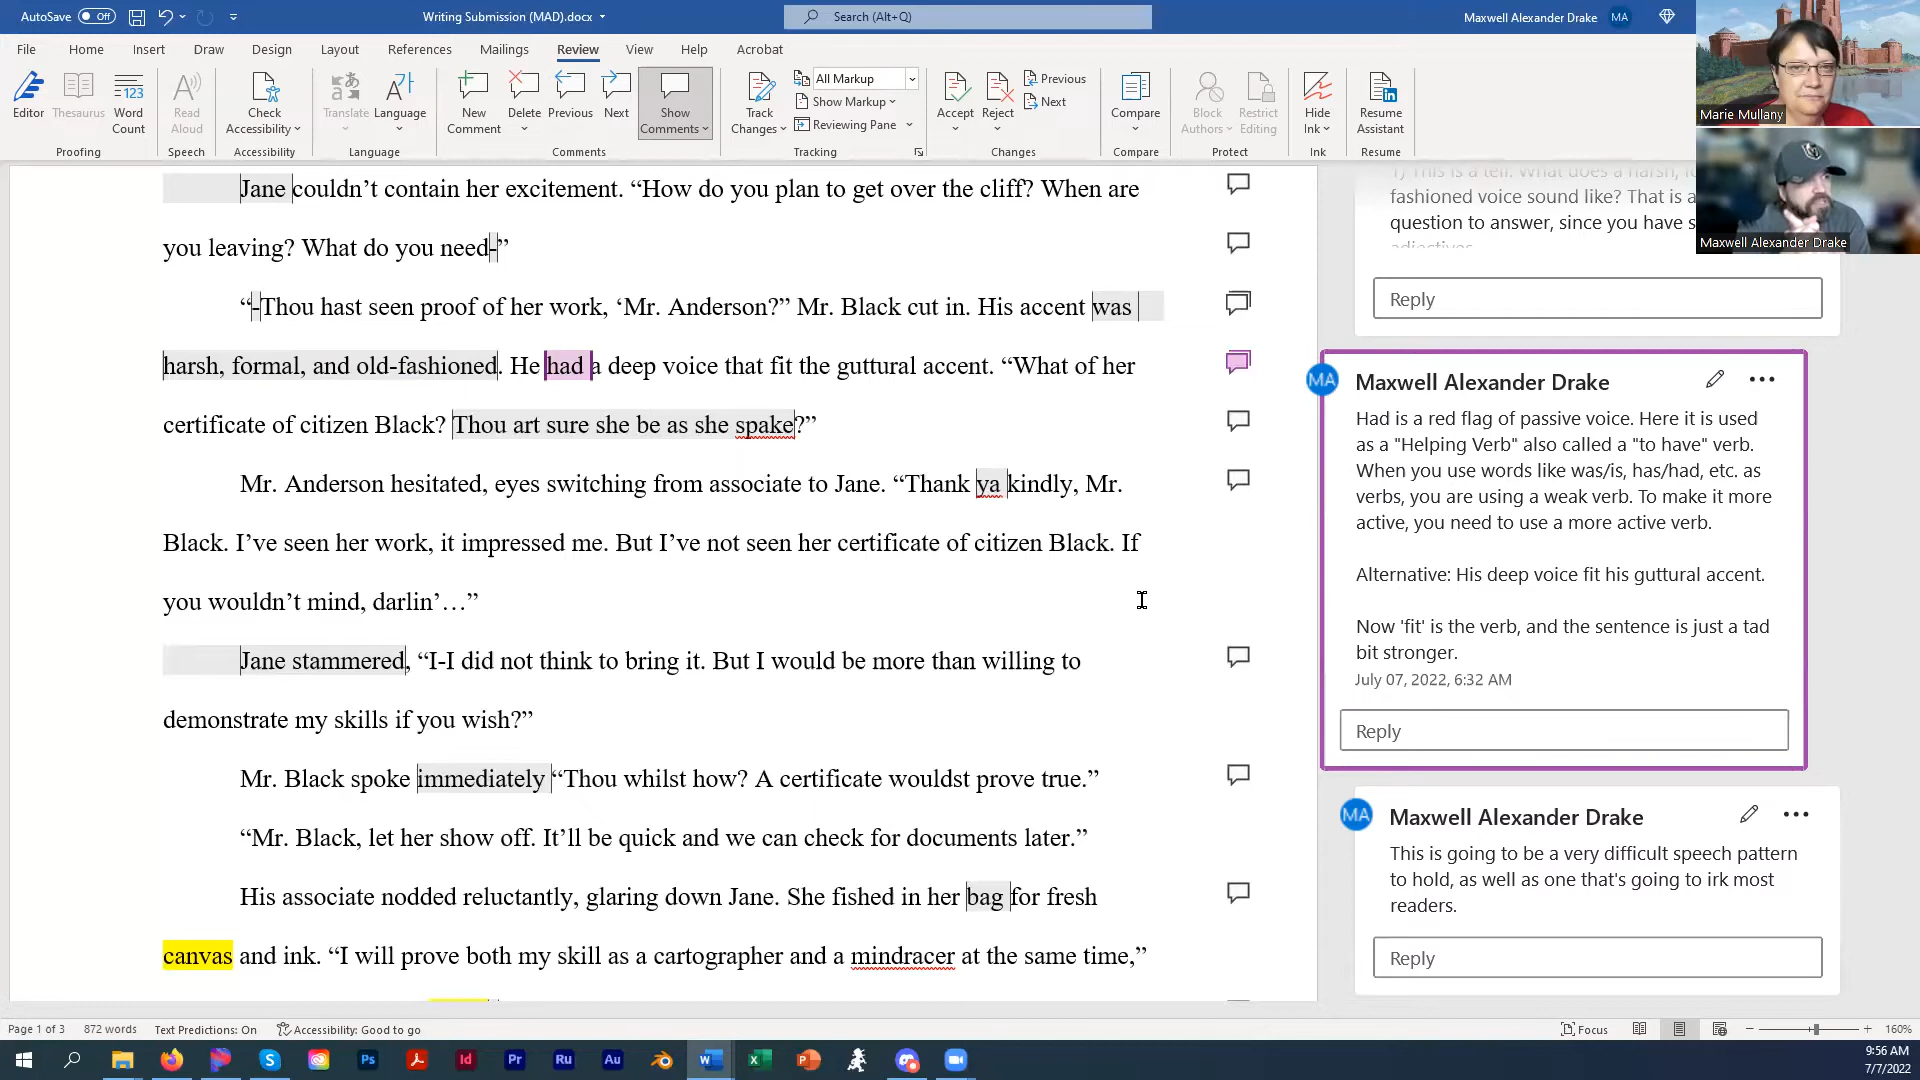 AutoSave Off Writing Submission (MAD).docx Search (Alt+Q) Maxwell Alexander Drake MA
File Home Insert Draw Design Layout References Mailings Review View Help Acrobat
Editor Thesaurus Word Count Read Aloud Check Accessibility Translate Language New Comment Delete Previous Next Show Comments Track Changes All Markup Show Markup Reviewing Pane Accept Reject Previous Next Compare Block Authors Restrict Editing Hide Ink Resume Assistant
Proofing Speech Accessibility Language Comments Tracking Changes Compare Protect Ink Resume
Marie Mullany
Maxwell Alexander Drake
Jane couldn’t contain her excitement. “How do you plan to get over the cliff? When are
you leaving? What do you need-”
“-Thou hast seen proof of her work, ‘Mr. Anderson?” Mr. Black cut in. His accent was
harsh, formal, and old-fashioned. He had a deep voice that fit the guttural accent. “What of her
certificate of citizen Black? Thou art sure she be as she spake?”
Mr. Anderson hesitated, eyes switching from associate to Jane. “Thank ya kindly, Mr.
Black. I’ve seen her work, it impressed me. But I’ve not seen her certificate of citizen Black. If
you wouldn’t mind, darlin’…”
Jane stammered, “I-I did not think to bring it. But I would be more than willing to
demonstrate my skills if you wish?”
Mr. Black spoke immediately “Thou whilst how? A certificate wouldst prove true.”
“Mr. Black, let her show off. It’ll be quick and we can check for documents later.”
His associate nodded reluctantly, glaring down Jane. She fished in her bag for fresh
canvas and ink. “I will prove both my skill as a cartographer and a mindracer at the same time,”
1) This is a tell. What does a harsh,
fashioned voice sound like? That is a
question to answer, since you have
adjectives
Reply
MA Maxwell Alexander Drake
Had is a red flag of passive voice. Here it is used
as a "Helping Verb" also called a "to have" verb.
When you use words like was/is, has/had, etc. as
verbs, you are using a weak verb. To make it more
active, you need to use a more active verb.
Alternative: His deep voice fit his guttural accent.
Now 'fit' is the verb, and the sentence is just a tad
bit stronger.
July 07, 2022, 6:32 AM
Reply
MA Maxwell Alexander Drake
This is going to be a very difficult speech pattern
to hold, as well as one that's going to irk most
readers.
Reply
Page 1 of 3 872 words Text Predictions: On Accessibility: Good to go Focus 160%
Ps Id Pr Ru Au
9:56 AM
7/7/2022